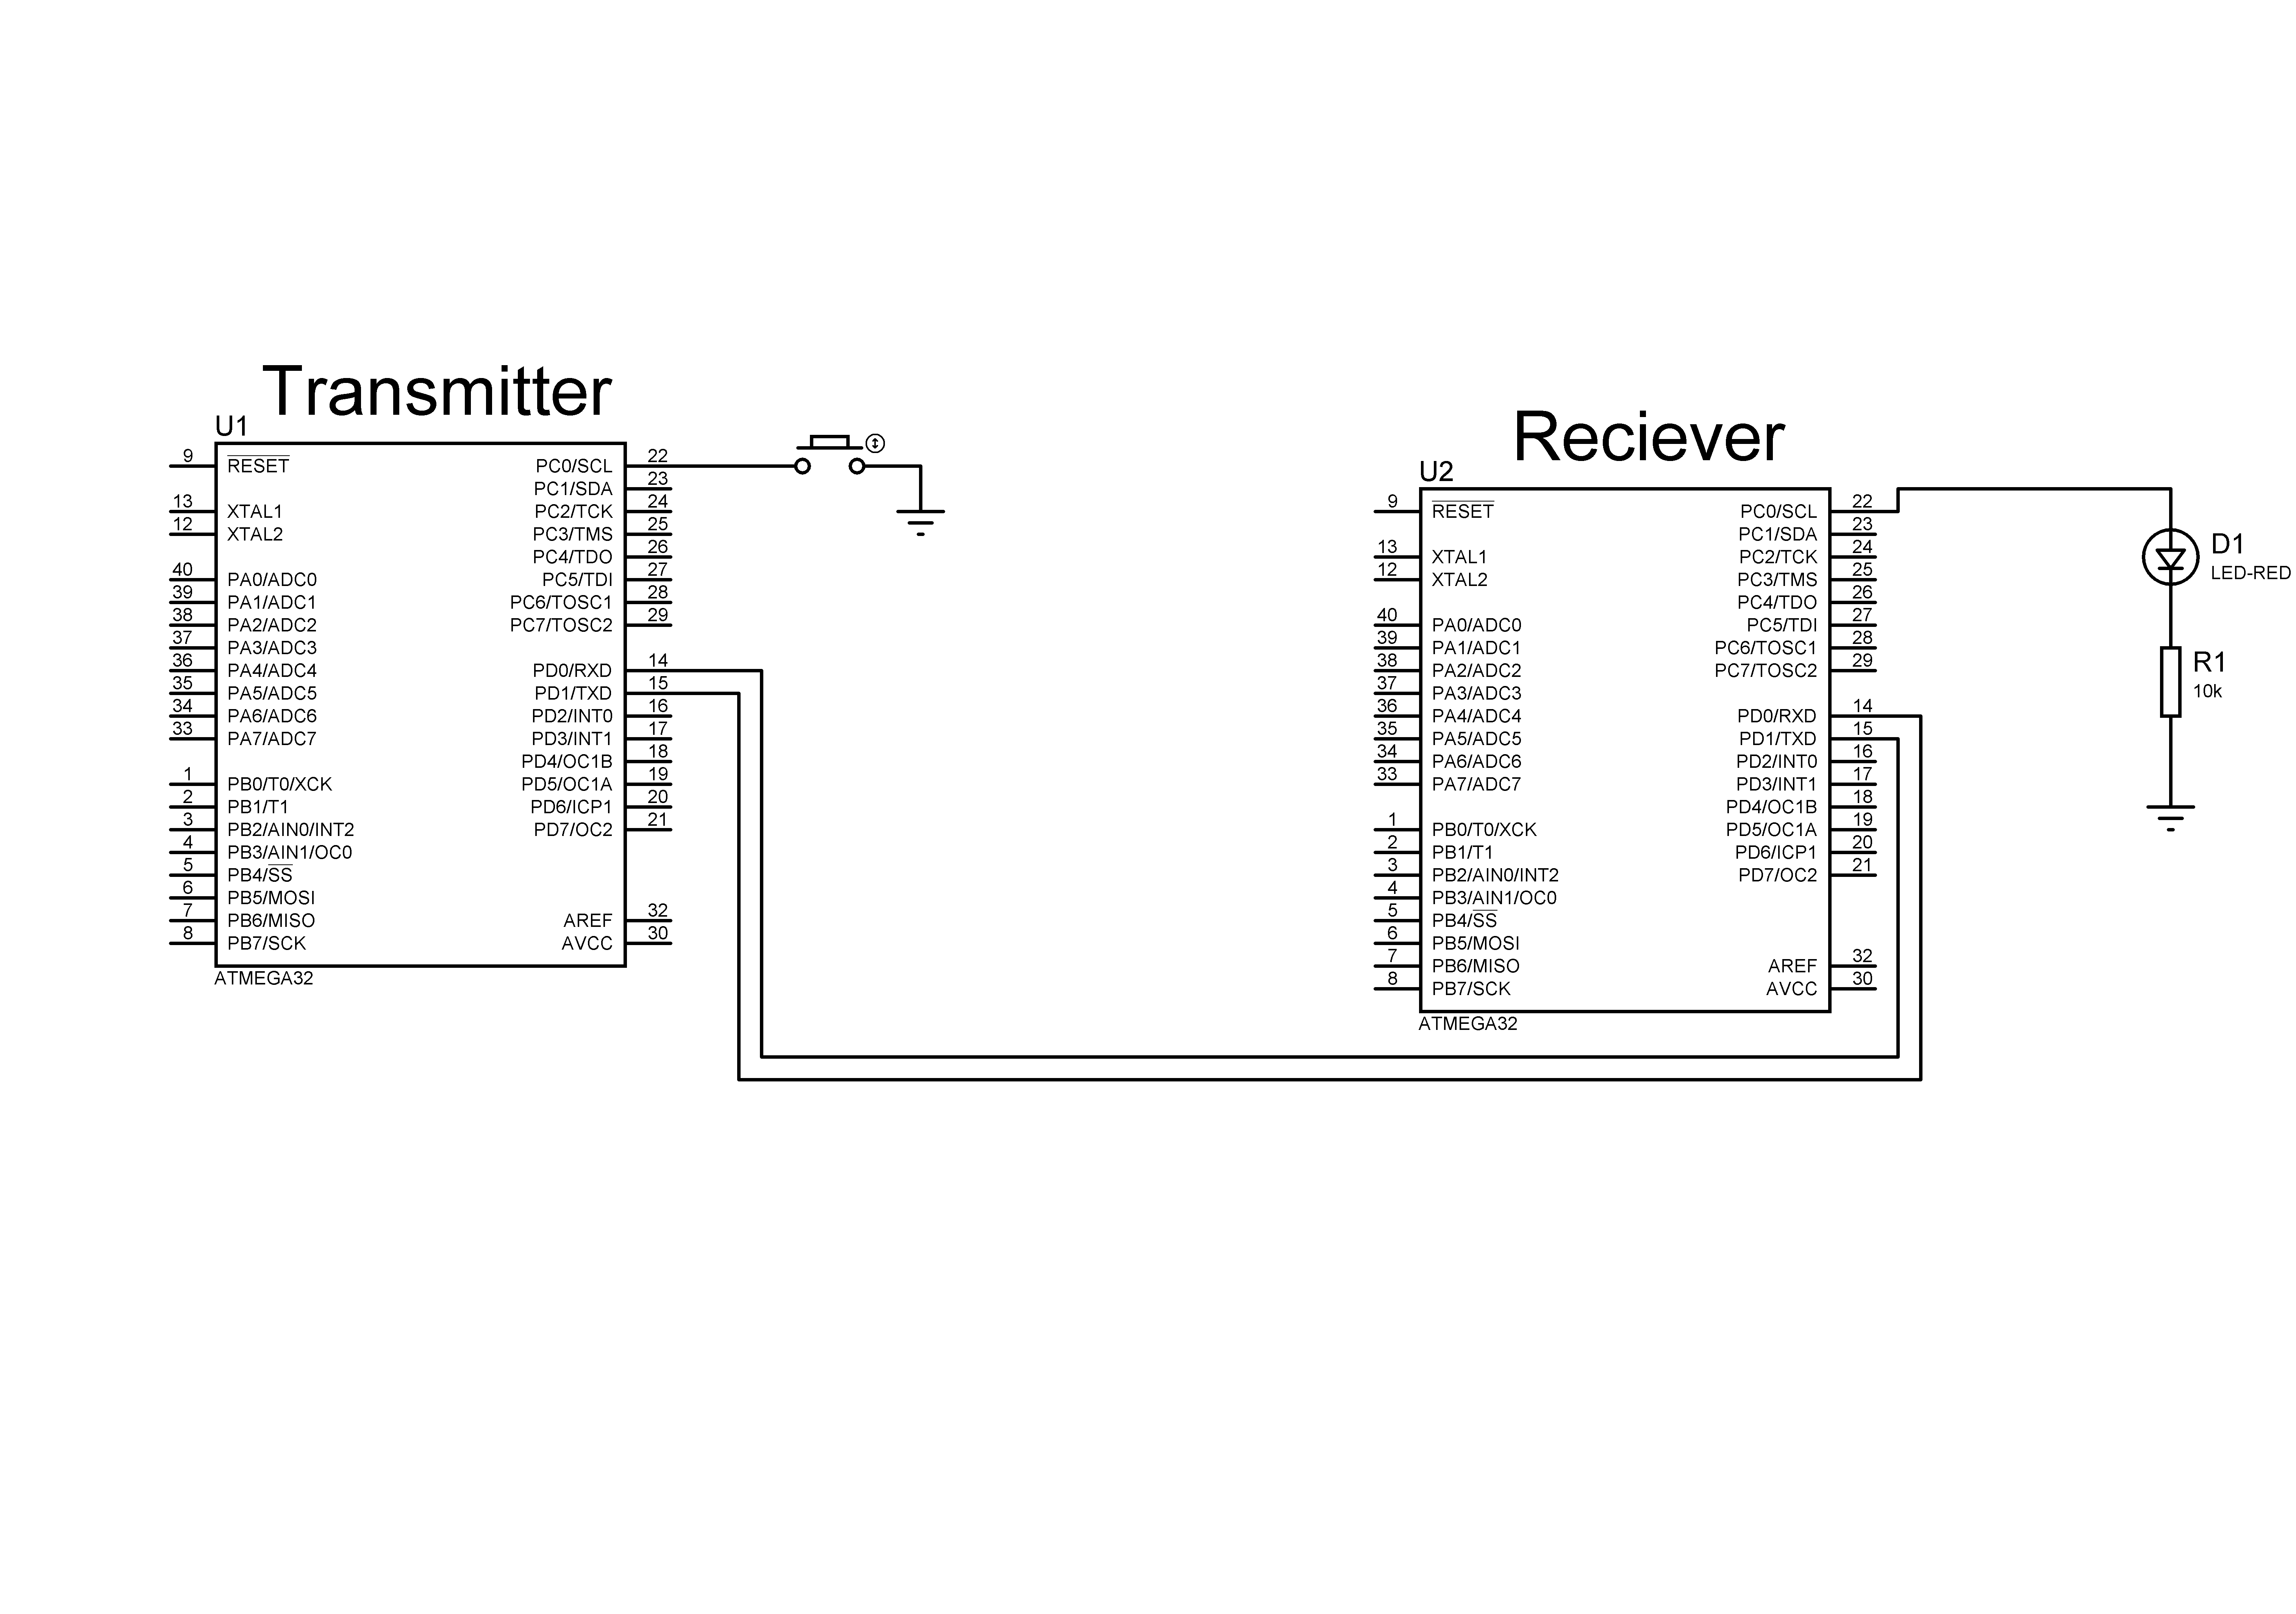 Transmitter
U1
9 RESET
13 XTAL1
12 XTAL2
40 PA0/ADC0
39 PA1/ADC1
38 PA2/ADC2
37 PA3/ADC3
36 PA4/ADC4
35 PA5/ADC5
34 PA6/ADC6
33 PA7/ADC7
1 PB0/T0/XCK
2 PB1/T1
3 PB2/AIN0/INT2
4 PB3/AIN1/OC0
5 PB4/SS
6 PB5/MOSI
7 PB6/MISO
8 PB7/SCK
PC0/SCL 22
PC1/SDA 23
PC2/TCK 24
PC3/TMS 25
PC4/TDO 26
PC5/TDI 27
PC6/TOSC1 28
PC7/TOSC2 29
PD0/RXD 14
PD1/TXD 15
PD2/INT0 16
PD3/INT1 17
PD4/OC1B 18
PD5/OC1A 19
PD6/ICP1 20
PD7/OC2 21
AREF 32
AVCC 30
ATMEGA32
Reciever
U2
9 RESET
13 XTAL1
12 XTAL2
40 PA0/ADC0
39 PA1/ADC1
38 PA2/ADC2
37 PA3/ADC3
36 PA4/ADC4
35 PA5/ADC5
34 PA6/ADC6
33 PA7/ADC7
1 PB0/T0/XCK
2 PB1/T1
3 PB2/AIN0/INT2
4 PB3/AIN1/OC0
5 PB4/SS
6 PB5/MOSI
7 PB6/MISO
8 PB7/SCK
PC0/SCL 22
PC1/SDA 23
PC2/TCK 24
PC3/TMS 25
PC4/TDO 26
PC5/TDI 27
PC6/TOSC1 28
PC7/TOSC2 29
PD0/RXD 14
PD1/TXD 15
PD2/INT0 16
PD3/INT1 17
PD4/OC1B 18
PD5/OC1A 19
PD6/ICP1 20
PD7/OC2 21
AREF 32
AVCC 30
ATMEGA32
D1
LED-RED
R1
10k